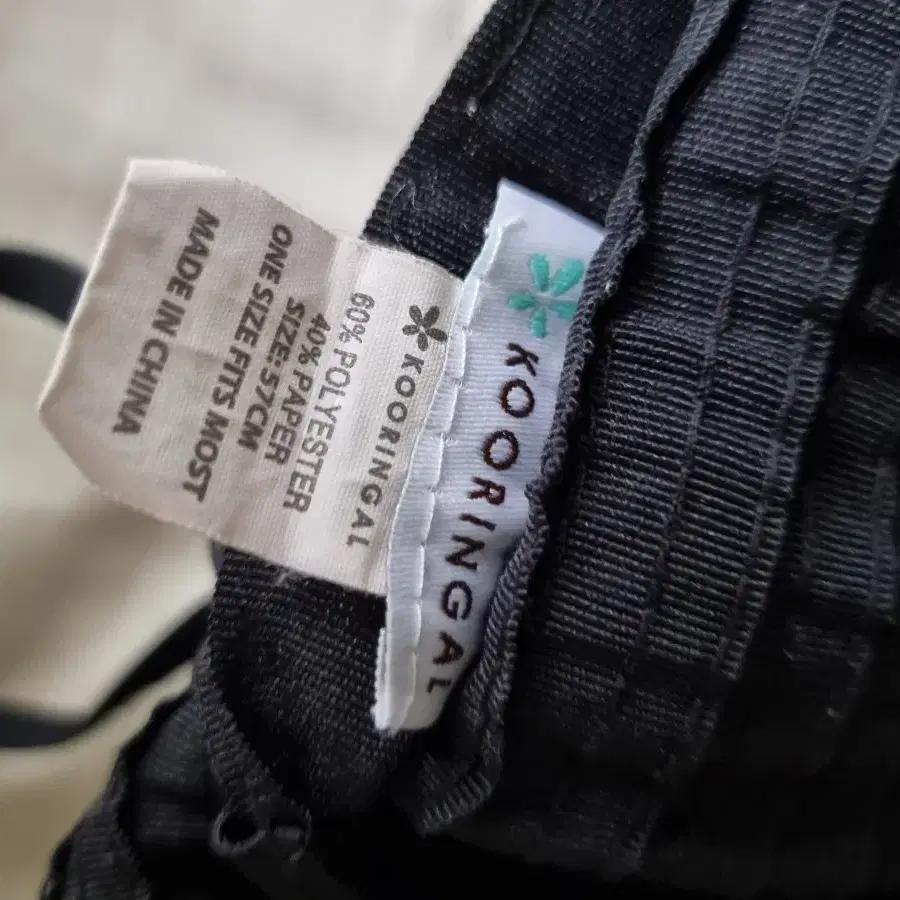 KOORINGAL
KOORINGAL
60% POLYESTER
40% PAPER
SIZE: 57CM
ONE SIZE FITS MOST
MADE IN CHINA